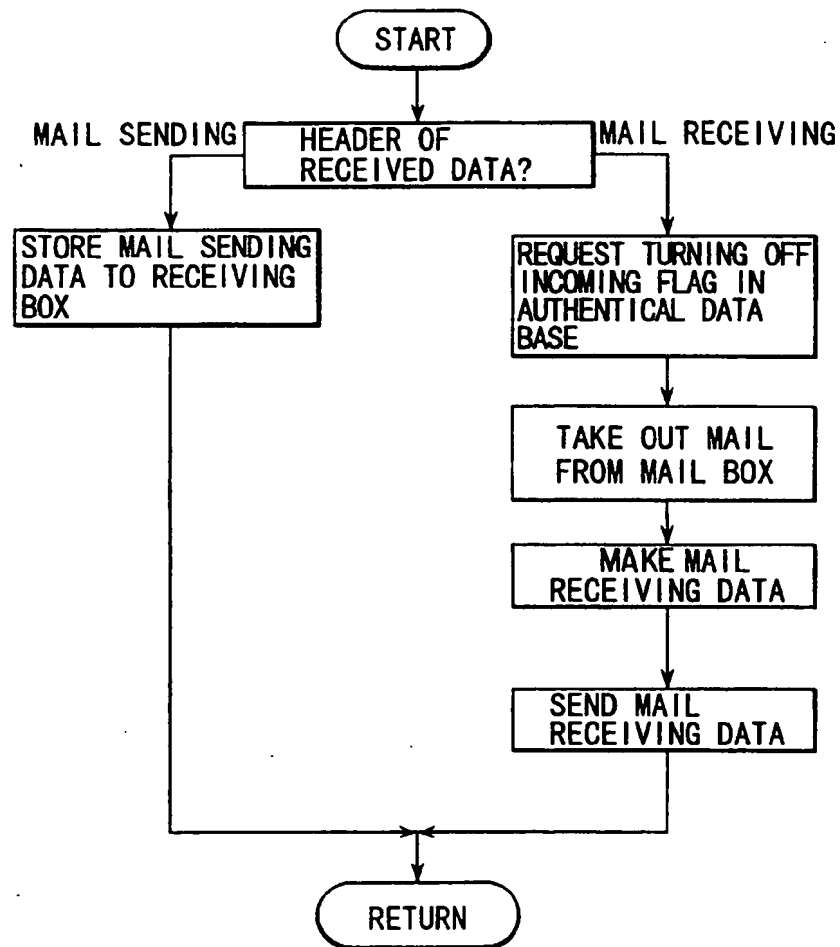 START
MAIL SENDING
HEADER OF
RECEIVED DATA?
MAIL RECEIVING
STORE MAIL SENDING
DATA TO RECEIVING
BOX
REQUEST TURNING OFF
INCOMING FLAG IN
AUTHENTICAL DATA
BASE
TAKE OUT MAIL
FROM MAIL BOX
MAKE MAIL
RECEIVING DATA
SEND MAIL
RECEIVING DATA
RETURN